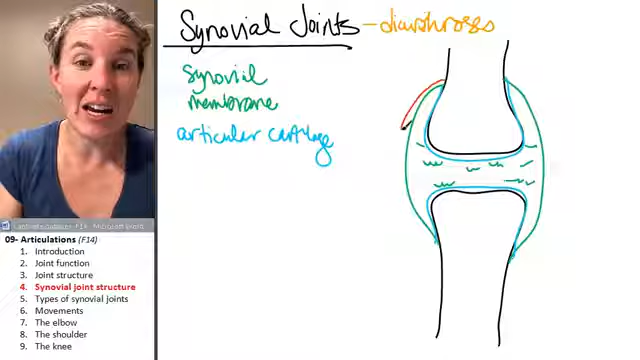 Synovial Joints - diarthroses
synovial
membrane
articular cartilage
09- Articulations (F14)
1. Introduction
2. Joint function
3. Joint structure
4. Synovial joint structure
5. Types of synovial joints
6. Movements
7. The elbow
8. The shoulder
9. The knee